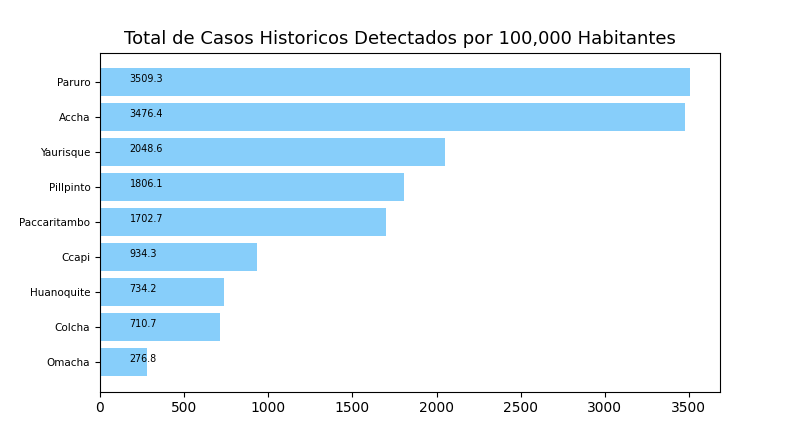 Total de Casos Historicos Detectados por 100,000 Habitantes
Paruro 3509.3
Accha 3476.4
Yaurisque 2048.6
Pillpinto 1806.1
Paccaritambo 1702.7
Ccapi 934.3
Huanoquite 734.2
Colcha 710.7
Omacha 276.8
0 500 1000 1500 2000 2500 3000 3500